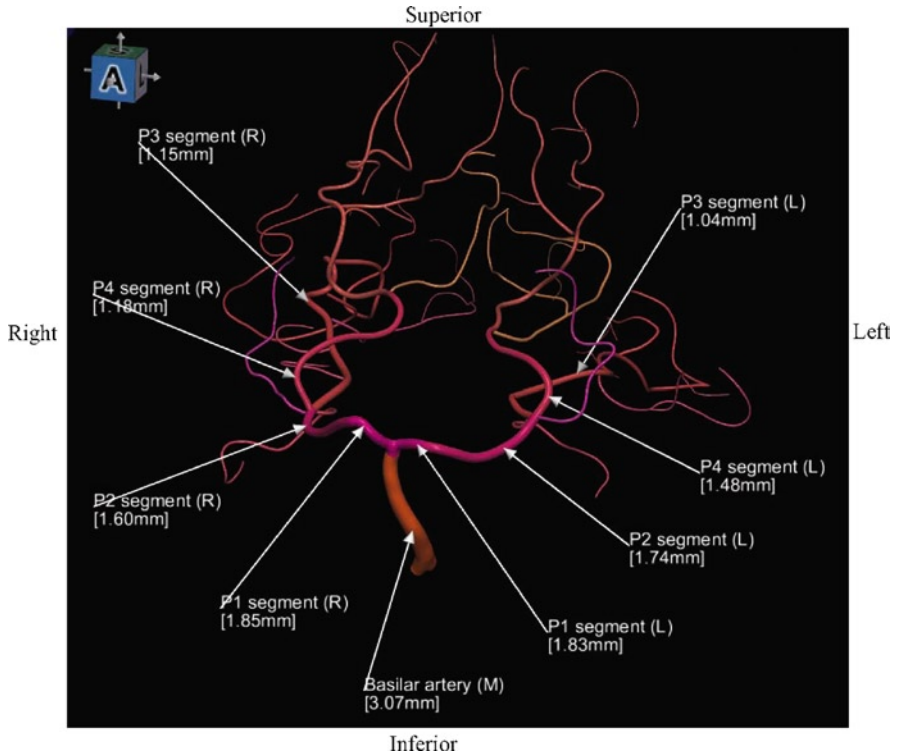 Superior
A
P3 segment (R)
[1.15mm]
P3 segment (L)
[1.04mm]
P4 segment (R)
[1.18mm]
Right
Left
P4 segment (L)
[1.48mm]
P2 segment (R)
[1.60mm]
P2 segment (L)
[1.74mm]
P1 segment (R)
[1.85mm]
P1 segment (L)
[1.83mm]
Basilar artery (M)
[3.07mm]
Inferior